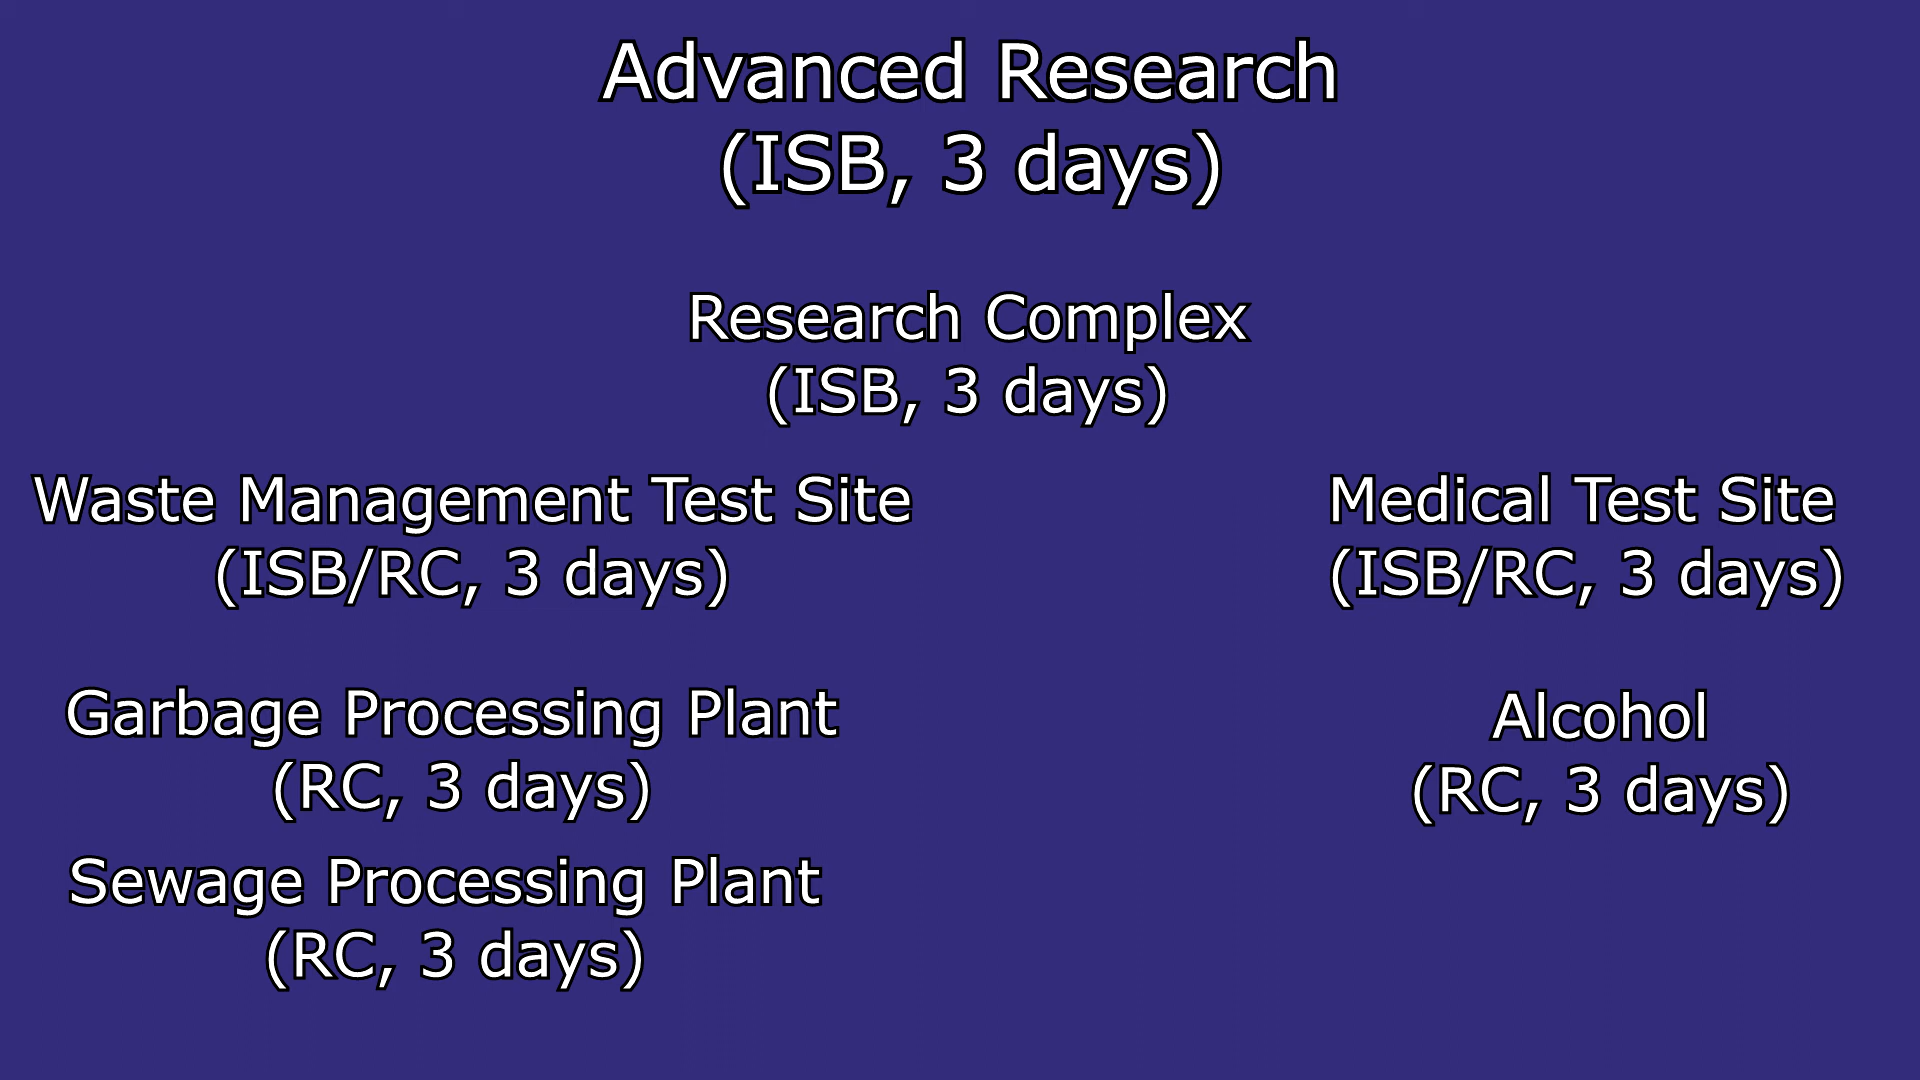 Advanced Research
(ISB, 3 days)
Research Complex
(ISB, 3 days)
Waste Management Test Site
(ISB/RC, 3 days)
Garbage Processing Plant
(RC, 3 days)
Sewage Processing Plant
(RC, 3 days)
Medical Test Site
(ISB/RC, 3 days)
Alcohol
(RC, 3 days)